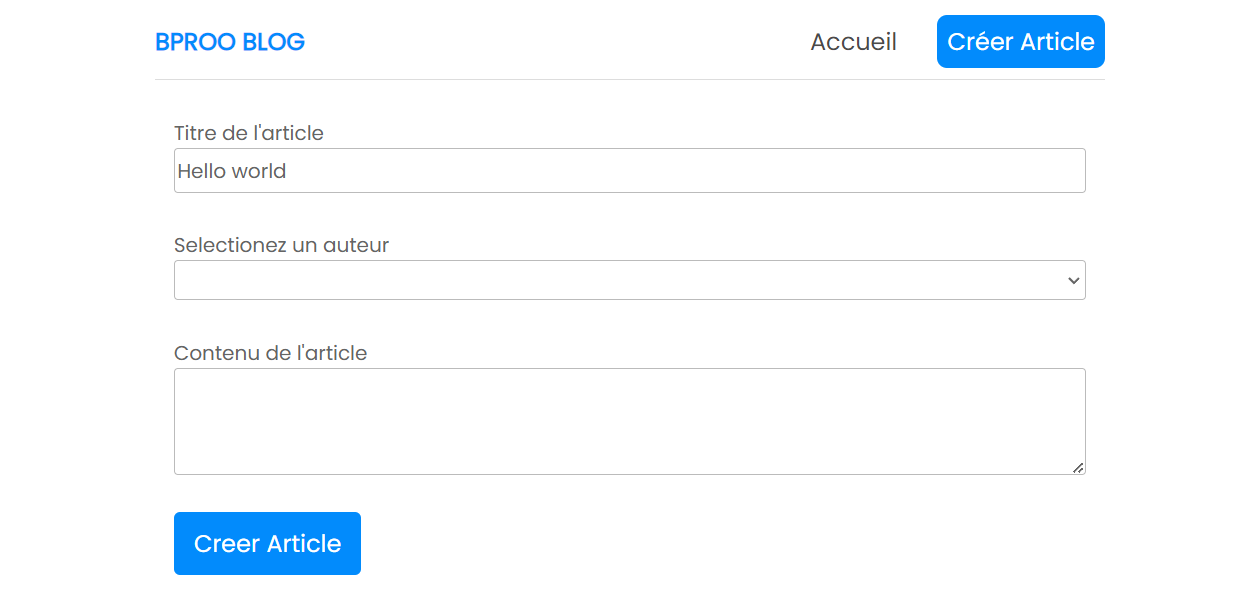 BPROO BLOG
Accueil
Créer Article
Titre de l'article
Hello world
Selectionez un auteur
Contenu de l'article
Creer Article